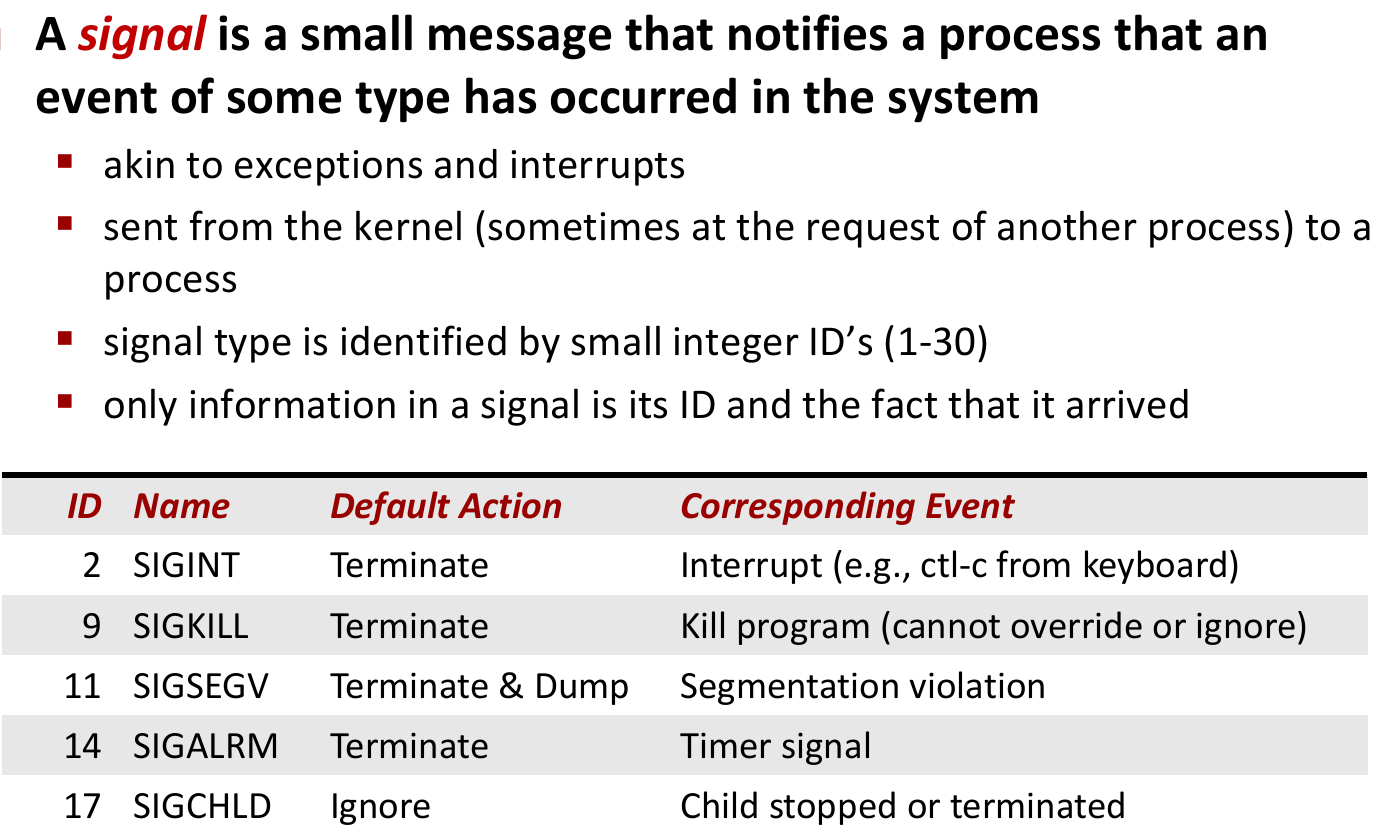 A signal is a small message that notifies a process that an
event of some type has occurred in the system
▪ akin to exceptions and interrupts
▪ sent from the kernel (sometimes at the request of another process) to a
process
▪ signal type is identified by small integer ID’s (1-30)
▪ only information in a signal is its ID and the fact that it arrived
ID Name Default Action Corresponding Event
2 SIGINT Terminate Interrupt (e.g., ctl-c from keyboard)
9 SIGKILL Terminate Kill program (cannot override or ignore)
11 SIGSEGV Terminate & Dump Segmentation violation
14 SIGALRM Terminate Timer signal
17 SIGCHLD Ignore Child stopped or terminated